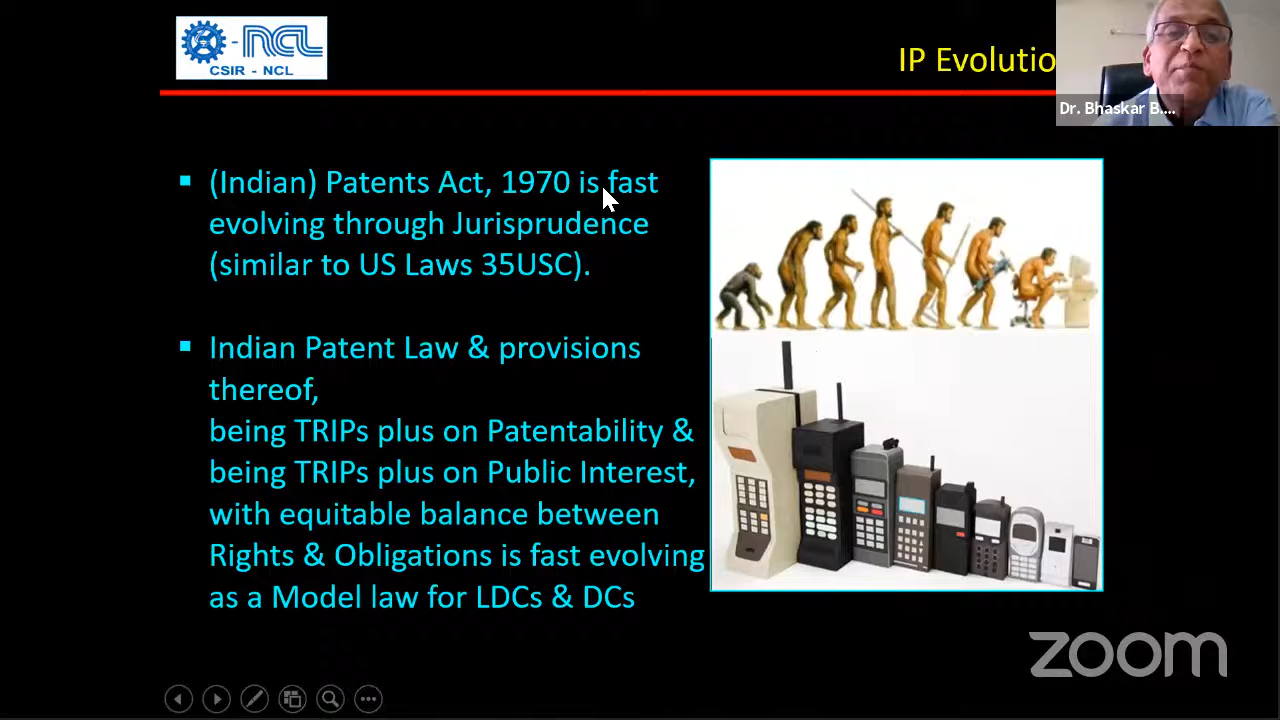 NCL
CSIR - NCL
IP Evolutio
Dr. Bhaskar B....
▪ (Indian) Patents Act, 1970 is fast
evolving through Jurisprudence
(similar to US Laws 35USC).
▪ Indian Patent Law & provisions
thereof,
being TRIPs plus on Patentability &
being TRIPs plus on Public Interest,
with equitable balance between
Rights & Obligations is fast evolving
as a Model law for LDCs & DCs
zoom